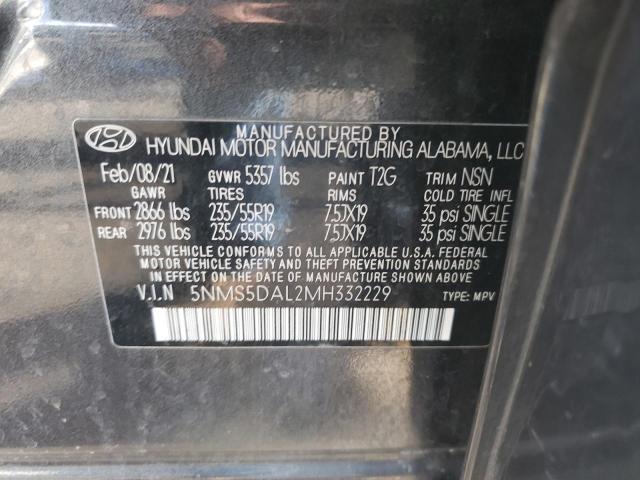 MANUFACTURED BY
HYUNDAI MOTOR MANUFACTURING ALABAMA, LLC
Feb/08/21 GVWR 5357 lbs PAINT T2G TRIM NSN
GAWR TIRES RIMS COLD TIRE INFL
FRONT 2866 lbs 235/55R19 7.5JX19 35 psi SINGLE
REAR 2976 lbs 235/55R19 7.5JX19 35 psi SINGLE
THIS VEHICLE CONFORMS TO ALL APPLICABLE U.S.A. FEDERAL
MOTOR VEHICLE SAFETY AND THEFT PREVENTION STANDARDS
IN EFFECT ON THE DATE OF MANUFACTURE SHOWN ABOVE
V.I.N 5NMS5DAL2MH332229 TYPE: MPV